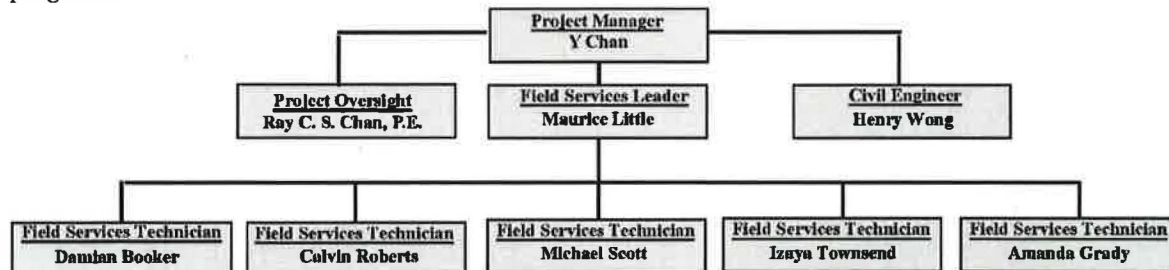 Project Manager
Y Chan
Project Oversight
Ray C. S. Chan, P.E.
Field Services Leader
Maurice Little
Civil Engineer
Henry Wong
Field Services Technician
Damian Booker
Field Services Technician
Calvin Roberts
Field Services Technician
Michael Scott
Field Services Technician
Izaya Townsend
Field Services Technician
Amanda Grady